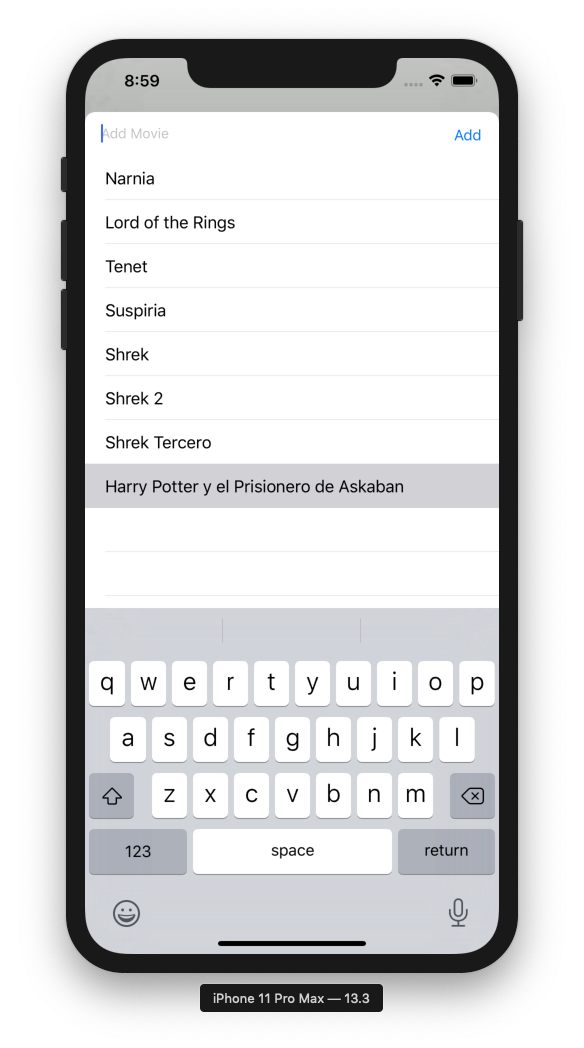 8:59
Add Movie Add
Narnia
Lord of the Rings
Tenet
Suspiria
Shrek
Shrek 2
Shrek Tercero
Harry Potter y el Prisionero de Askaban
q w e r t y u i o p
a s d f g h j k l
z x c v b n m
123 space return
iPhone 11 Pro Max — 13.3